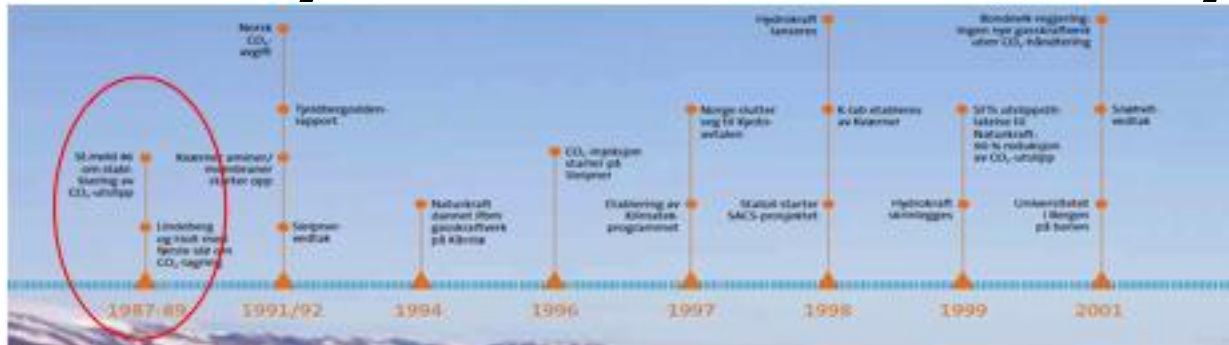 St.meld 46
om stabi-
lisering av
CO₂-utslipp
Lindeberg
og Holt med
første idé om
CO₂-lagring
1987-89
Norsk
CO₂-
avgift
Tjeldbergodden-
rapport
Kværner aminer/
membraner
starter opp
Sleipner-
vedtak
1991/92
Naturkraft
dannet ifbm
gasskraftverk
på Kårstø
1994
CO₂-injeksjon
starter på
Sleipner
1996
Norge slutter
seg til Kyoto-
avtalen
Etablering av
Klimatek
programmet
1997
Hydrokraft
lanseres
K-lab etableres
av Kværner
Statoil starter
SACS-prosjektet
1998
SFTs utslippstil-
latelse til
Naturkraft:
90 % reduksjon
av CO₂-utslipp
Hydrokraft
skrinlegges
1999
Bondevik-regjering:
Ingen nye gasskraftverk
uten CO₂-håndtering
Snøhvit-
vedtak
Universitetet
i Bergen
på banen
2001